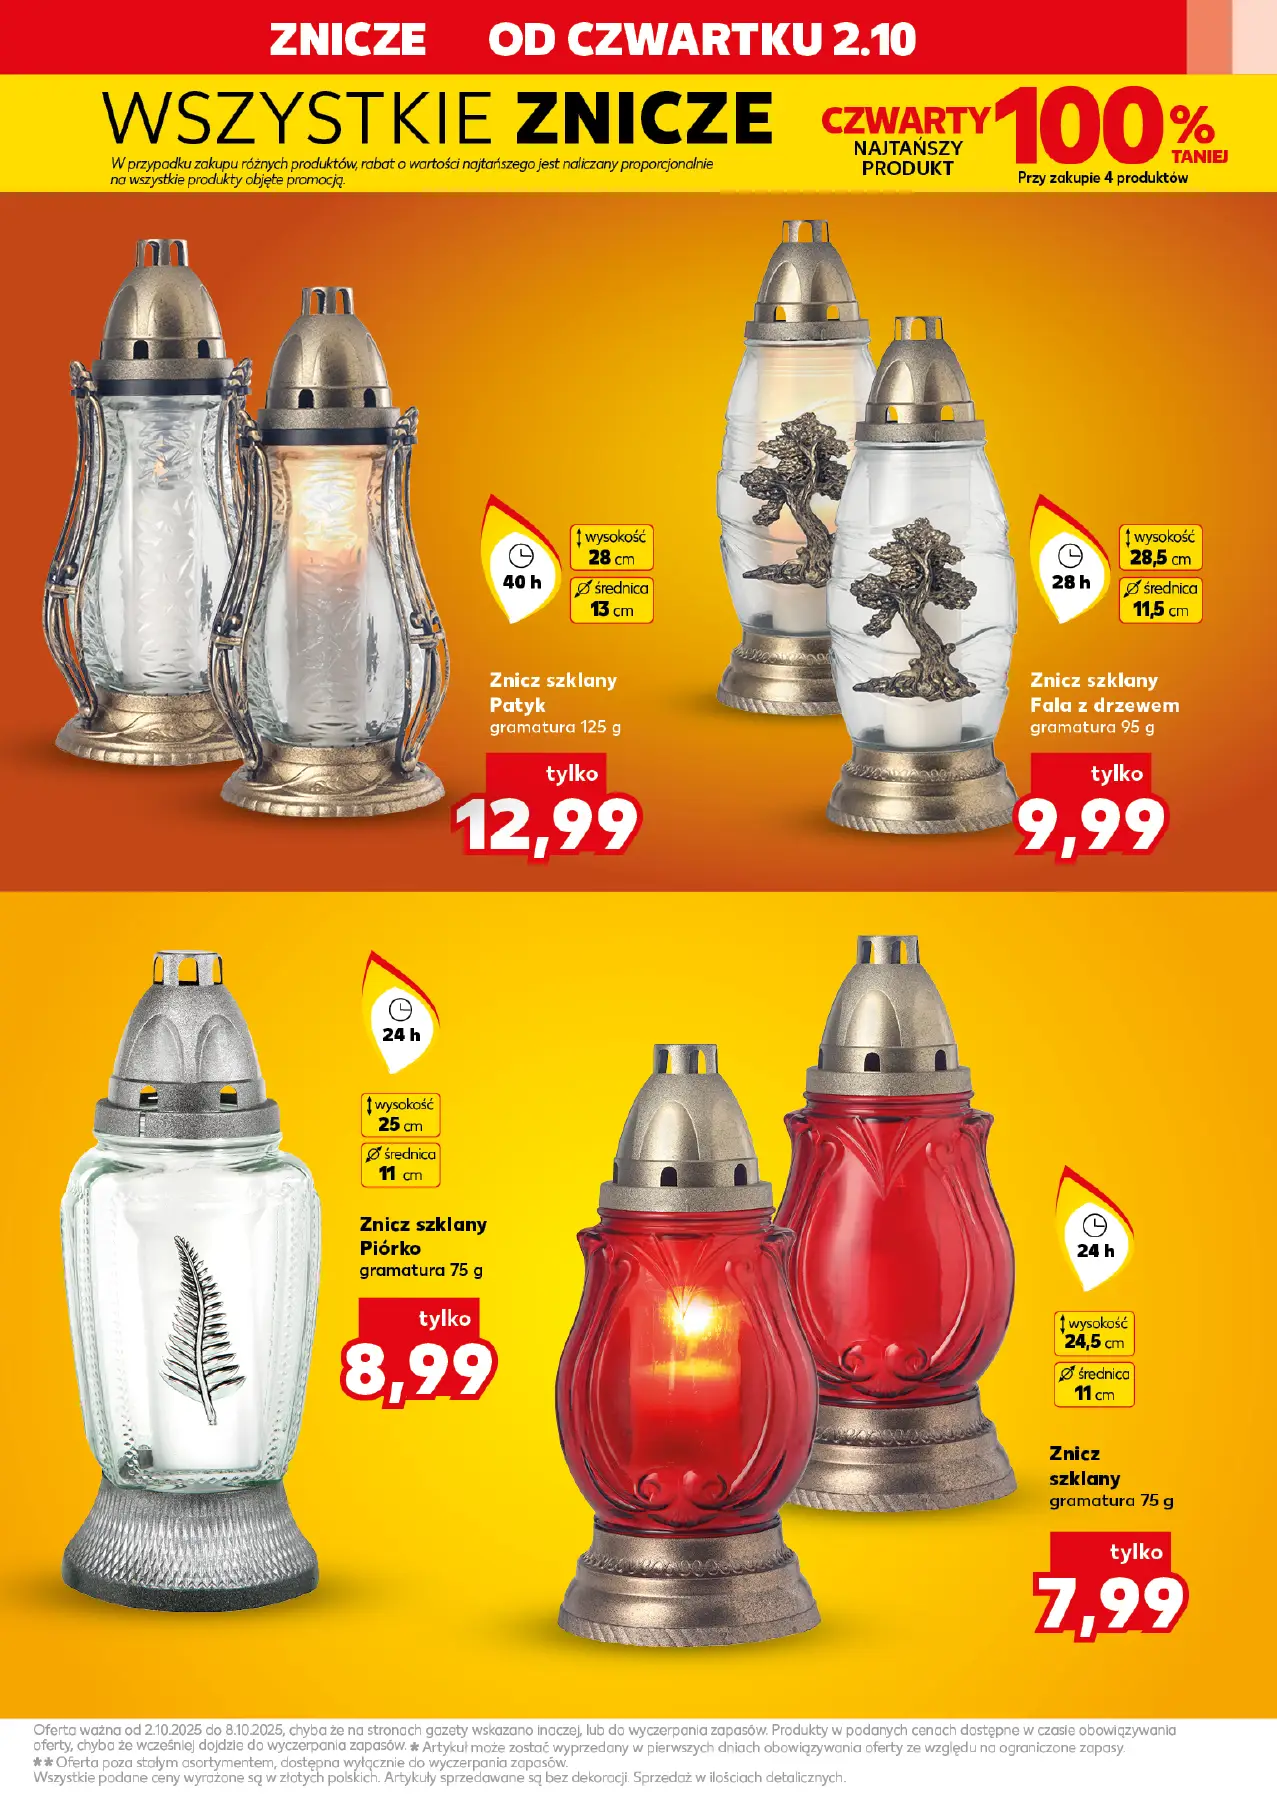 ZNICZE OD CZWARTKU 2.10
WSZYSTKIE ZNICZE
W przypadku zakupu różnych produktów, rabat o wartości najtańszego jest naliczany proporcjonalnie
na wszystkie produkty objęte promocją.
CZWARTY
NAJTAŃSZY
PRODUKT
100%
TANIEJ
Przy zakupie 4 produktów
40 h
wysokość
28 cm
średnica
13 cm
Znicz szklany
Patyk
gramatura 125 g
tylko
12,99
28 h
wysokość
28,5 cm
średnica
11,5 cm
Znicz szklany
Fala z drzewem
gramatura 95 g
tylko
9,99
24 h
wysokość
25 cm
średnica
11 cm
Znicz szklany
Piórko
gramatura 75 g
tylko
8,99
24 h
wysokość
24,5 cm
średnica
11 cm
Znicz
szklany
gramatura 75 g
tylko
7,99
Oferta ważna od 2.10.2025 do 8.10.2025, chyba że na stronach gazety wskazano inaczej, lub do wyczerpania zapasów. Produkty w podanych cenach dostępne w czasie obowiązywania
oferty, chyba że wcześniej dojdzie do wyczerpania zapasów. * Artykuł może zostać wyprzedany w pierwszych dniach obowiązywania oferty ze względu na ograniczone zapasy.
** Oferta poza stałym asortymentem, dostępna wyłącznie do wyczerpania zapasów.
Wszystkie podane ceny wyrażone są w złotych polskich. Artykuły sprzedawane są bez dekoracji. Sprzedaż w ilościach detalicznych.